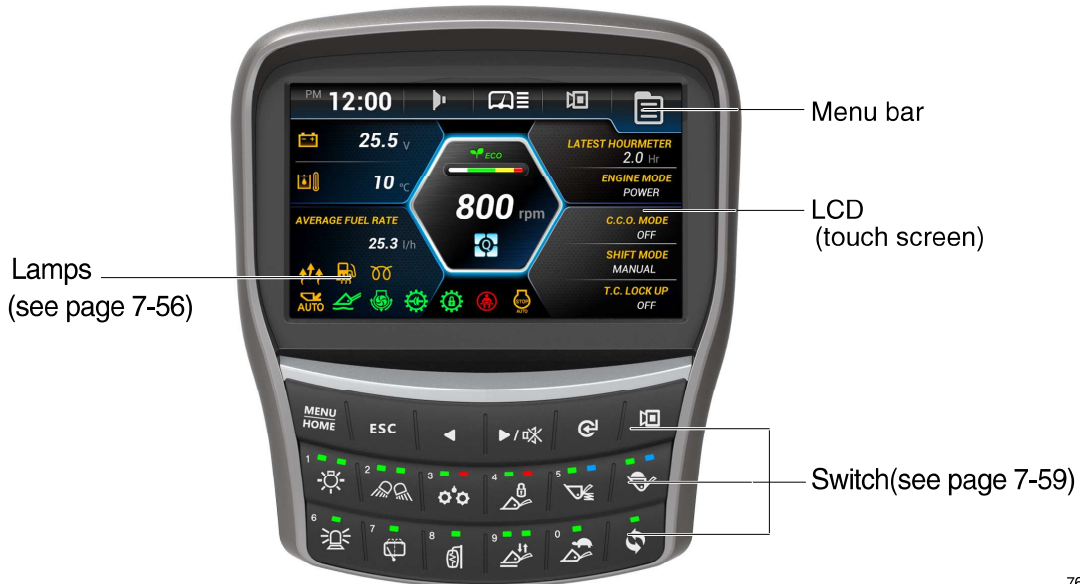 PM 12:00
Menu bar
25.5 V
ECO
LATEST HOURMETER
2.0 Hr
10 °C
ENGINE MODE
POWER
800 rpm
LCD
(touch screen)
AVERAGE FUEL RATE
25.3 l/h
C.C.O. MODE
OFF
SHIFT MODE
MANUAL
Lamps
(see page 7-56)
T.C. LOCK UP
OFF
AUTO
STOP
AUTO
MENU
HOME
ESC
◀
▶/
1 2 3 4 5
Switch(see page 7-59)
6 7 8 9 0